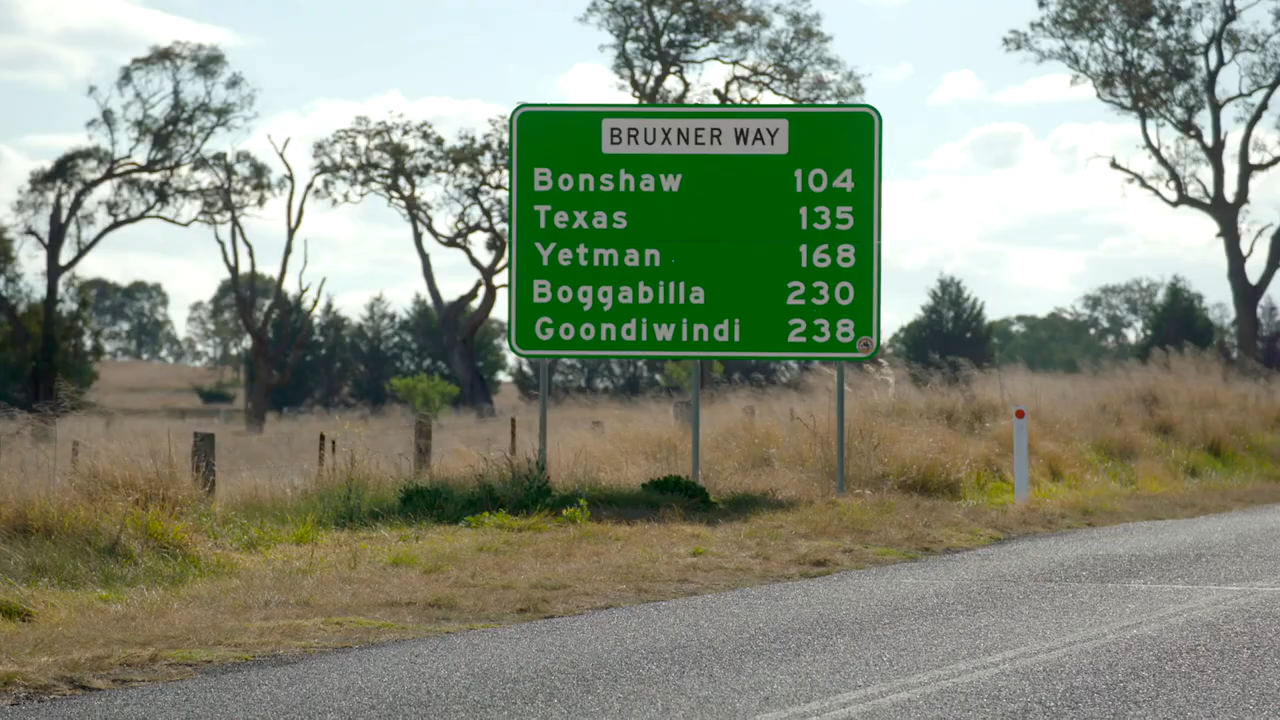 BRUXNER WAY
Bonshaw 104
Texas 135
Yetman 168
Boggabilla 230
Goondiwindi 238